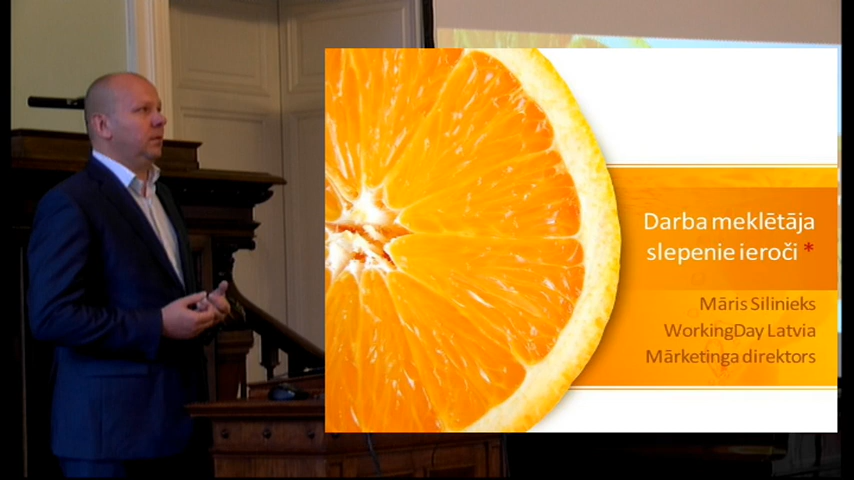 Darba meklētāja
slepenie ieroči *
Māris Silinieks
WorkingDay Latvia
Mārketinga direktors